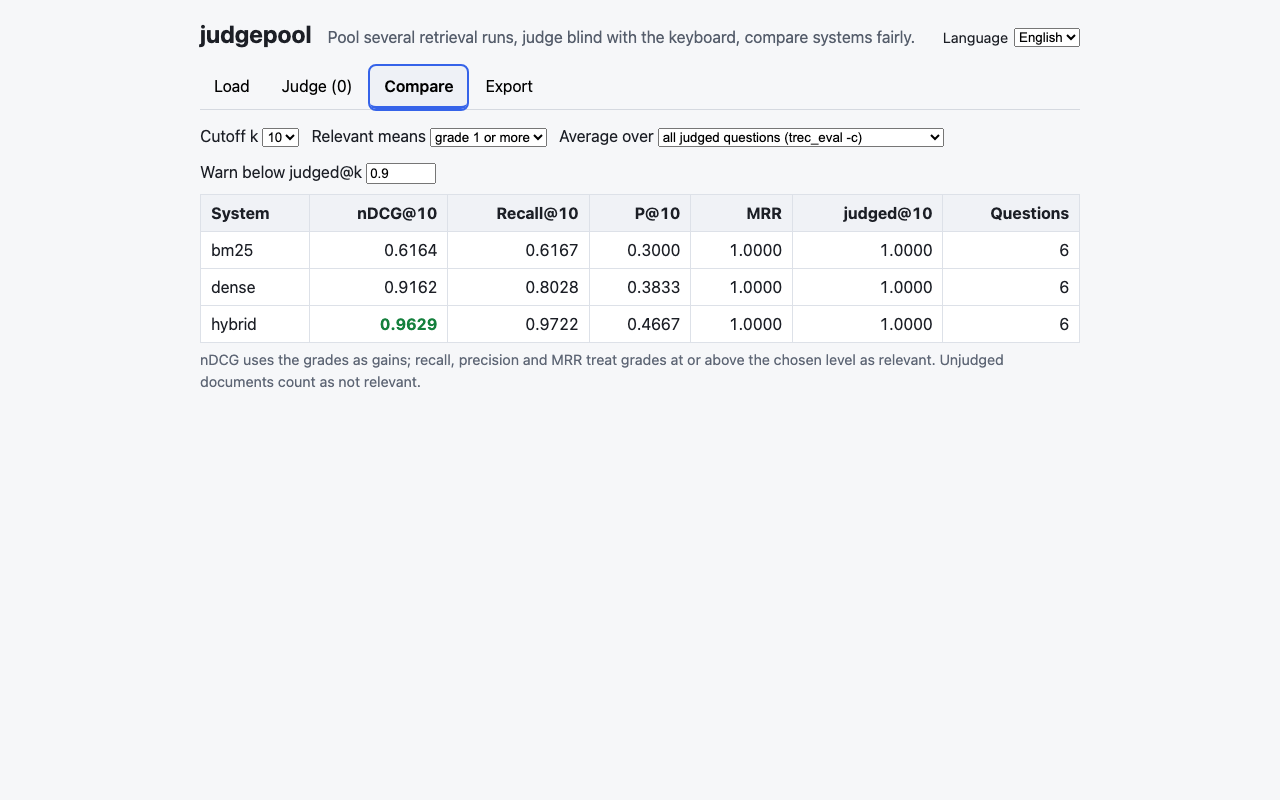 judgepool Pool several retrieval runs, judge blind with the keyboard, compare systems fairly. Language English
Load Judge (0) Compare Export
Cutoff k 10 Relevant means grade 1 or more Average over all judged questions (trec_eval -c)
Warn below judged@k 0.9
System nDCG@10 Recall@10 P@10 MRR judged@10 Questions
bm25 0.6164 0.6167 0.3000 1.0000 1.0000 6
dense 0.9162 0.8028 0.3833 1.0000 1.0000 6
hybrid 0.9629 0.9722 0.4667 1.0000 1.0000 6
nDCG uses the grades as gains; recall, precision and MRR treat grades at or above the chosen level as relevant. Unjudged
documents count as not relevant.